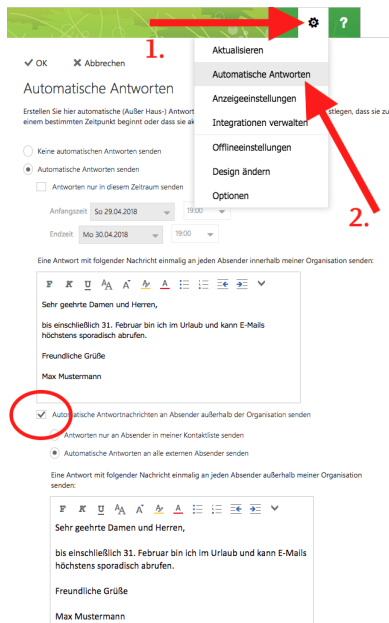 1.
?
Aktualisieren
✓ OK ✕ Abbrechen
Automatische Antworten
Automatische Antworten
Anzeigeeinstellungen
Erstellen Sie hier automatische (Außer Haus-) Antwort stlegen, dass sie zu
einem bestimmten Zeitpunkt beginnt oder dass sie ak
Integrationen verwalten
Keine automatischen Antworten senden
Offlineeinstellungen
Automatische Antworten senden
Design ändern
Antworten nur in diesem Zeitraum senden
Optionen
Anfangszeit So 29.04.2018 19:00
2.
Endzeit Mo 30.04.2018 19:00
Eine Antwort mit folgender Nachricht einmalig an jeden Absender innerhalb meiner Organisation senden:
F K U AA A A
Sehr geehrte Damen und Herren,
bis einschließlich 31. Februar bin ich im Urlaub und kann E-Mails
höchstens sporadisch abrufen.
Freundliche Grüße
Max Mustermann
Automatische Antwortnachrichten an Absender außerhalb der Organisation senden
Antworten nur an Absender in meiner Kontaktliste senden
Automatische Antworten an alle externen Absender senden
Eine Antwort mit folgender Nachricht einmalig an jeden Absender außerhalb meiner Organisation
senden:
F K U AA A A
Sehr geehrte Damen und Herren,
bis einschließlich 31. Februar bin ich im Urlaub und kann E-Mails
höchstens sporadisch abrufen.
Freundliche Grüße
Max Mustermann